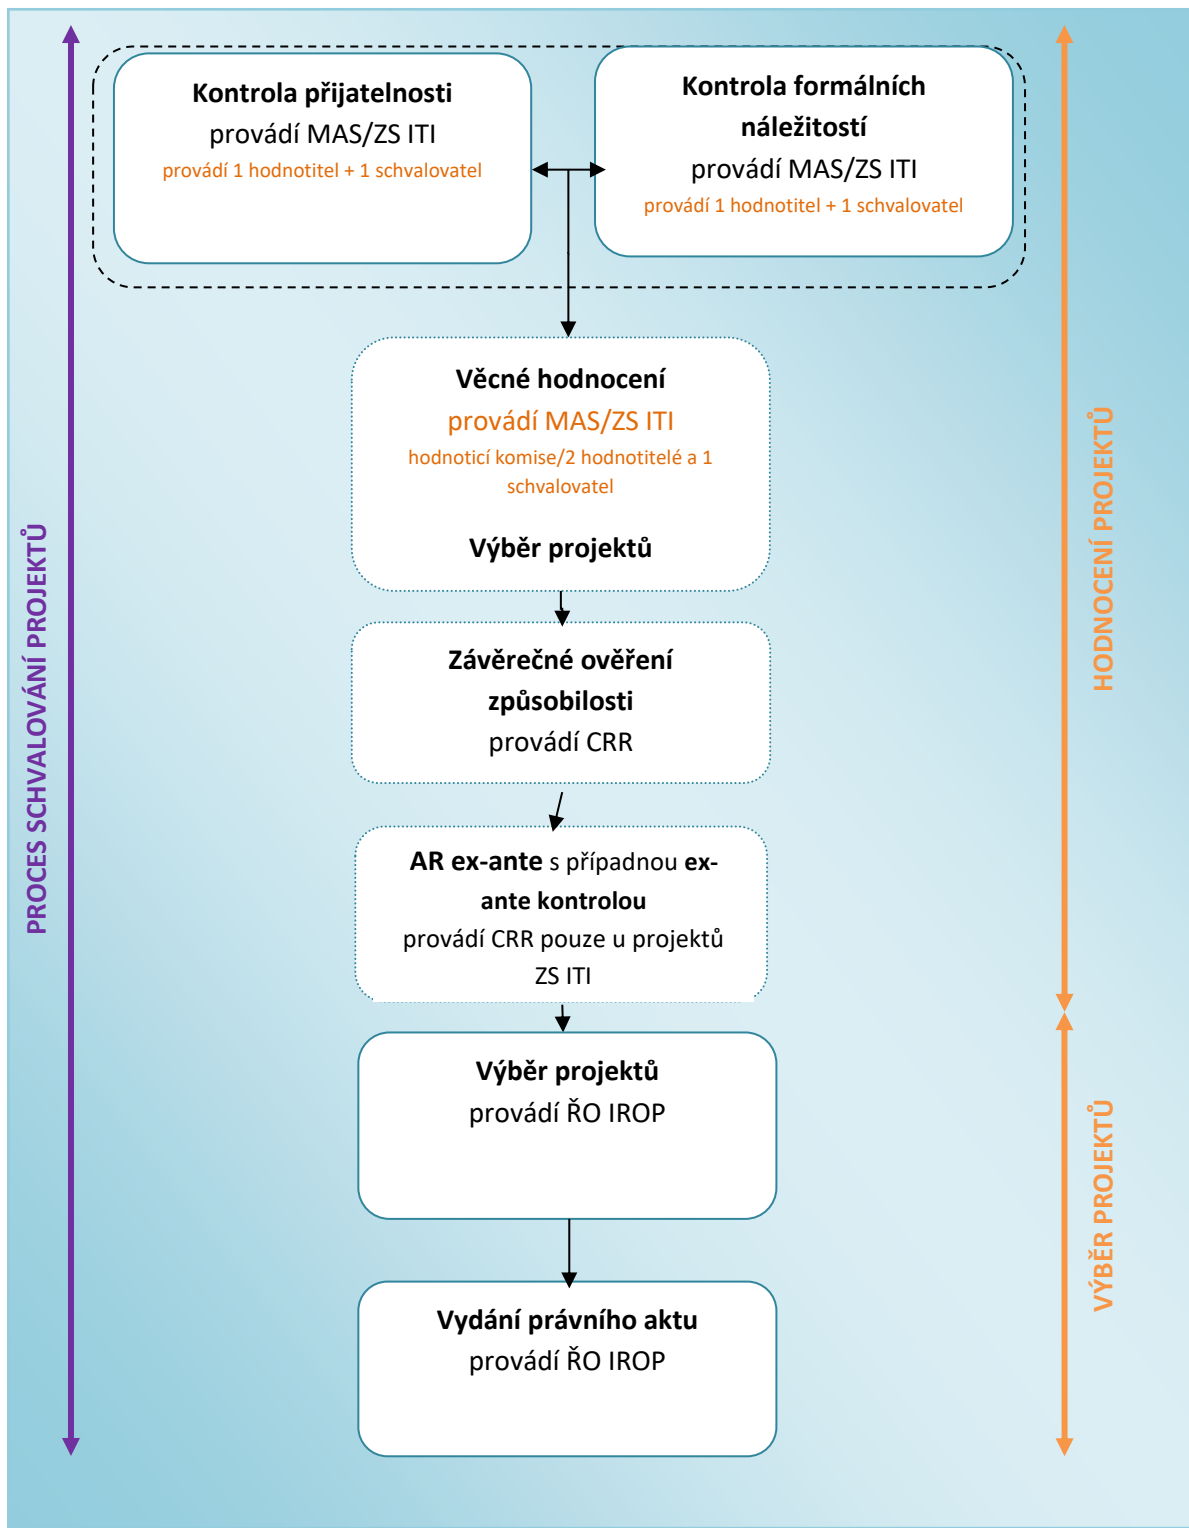 Kontrola přijatelnosti
provádí MAS/ZS ITI
provádí 1 hodnotitel + 1 schvalovatel
Kontrola formálních
náležitostí
provádí MAS/ZS ITI
provádí 1 hodnotitel + 1 schvalovatel
Věcné hodnocení
provádí MAS/ZS ITI
hodnoticí komise/2 hodnotitelé a 1
schvalovatel
Výběr projektů
Závěrečné ověření
způsobilosti
provádí CRR
AR ex-ante s případnou ex-
ante kontrolou
provádí CRR pouze u projektů
ZS ITI
Výběr projektů
provádí ŘO IROP
Vydání právního aktu
provádí ŘO IROP
PROCES SCHVALOVÁNÍ PROJEKTŮ
HODNOCENÍ PROJEKTŮ
VÝBĚR PROJEKTŮ